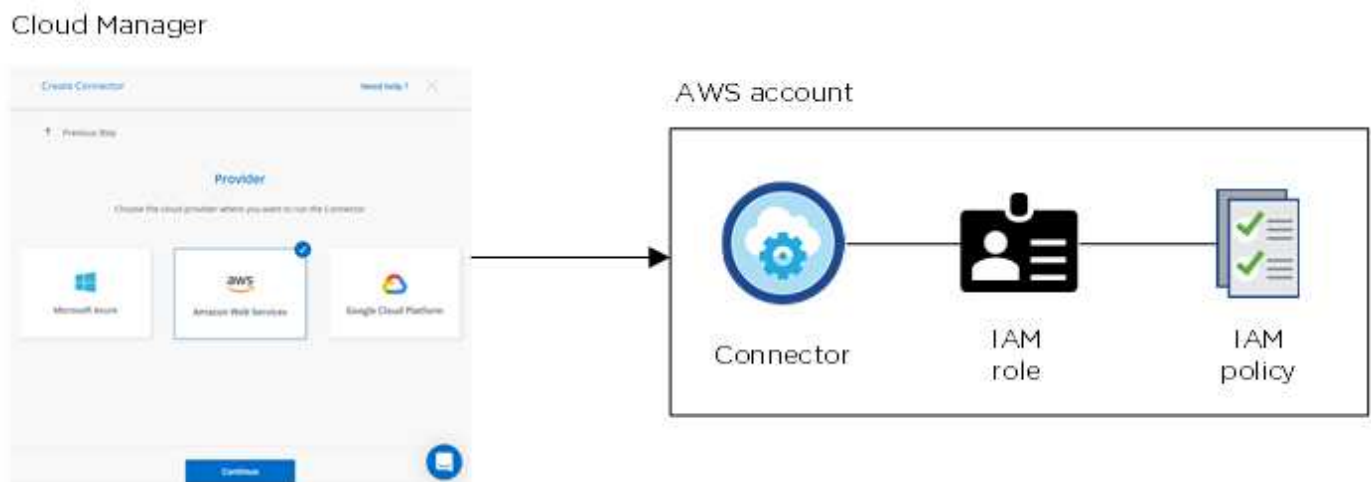 Cloud Manager
Create Connector
Need help ?
Previous Step
Provider
Choose the cloud provider where you want to run the Connector
Microsoft Azure
aws
Amazon Web Services
Google Cloud Platform
Continue
AWS account
Connector
IAM
role
IAM
policy